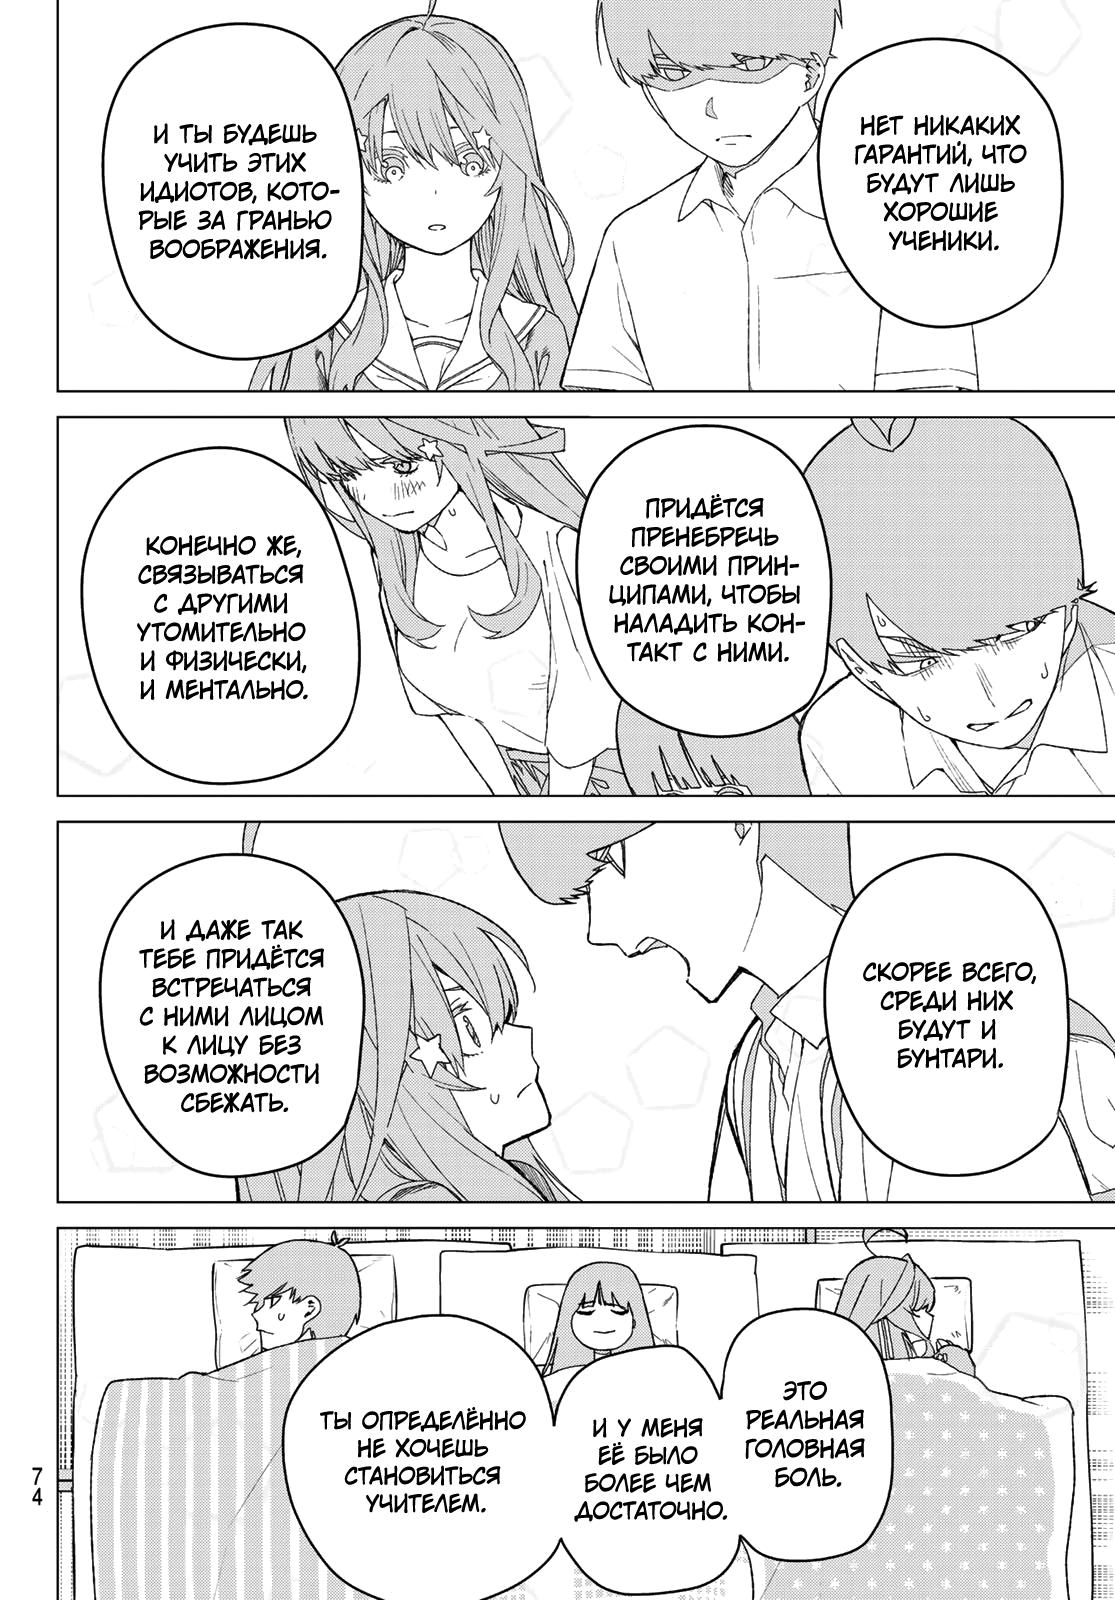 НЕТ НИКАКИХ
ГАРАНТИЙ, ЧТО
БУДУТ ЛИШЬ
ХОРОШИЕ
УЧЕНИКИ.
И ТЫ БУДЕШЬ
УЧИТЬ ЭТИХ
ИДИОТОВ, КОТО-
РЫЕ ЗА ГРАНЬЮ
ВООБРАЖЕНИЯ.
ПРИДЁТСЯ
ПРЕНЕБРЕЧЬ
СВОИМИ ПРИН-
ЦИПАМИ, ЧТОБЫ
НАЛАДИТЬ КОН-
ТАКТ С НИМИ.
КОНЕЧНО ЖЕ,
СВЯЗЫВАТЬСЯ
С ДРУГИМИ
УТОМИТЕЛЬНО
И ФИЗИЧЕСКИ,
И МЕНТАЛЬНО.
СКОРЕЕ ВСЕГО,
СРЕДИ НИХ
БУДУТ И
БУНТАРИ.
И ДАЖЕ ТАК
ТЕБЕ ПРИДЁТСЯ
ВСТРЕЧАТЬСЯ
С НИМИ ЛИЦОМ
К ЛИЦУ БЕЗ
ВОЗМОЖНОСТИ
СБЕЖАТЬ.
ЭТО
РЕАЛЬНАЯ
ГОЛОВНАЯ
БОЛЬ.
И У МЕНЯ
ЕЁ БЫЛО
БОЛЕЕ ЧЕМ
ДОСТАТОЧНО.
ТЫ ОПРЕДЕЛЁННО
НЕ ХОЧЕШЬ
СТАНОВИТЬСЯ
УЧИТЕЛЕМ.
74